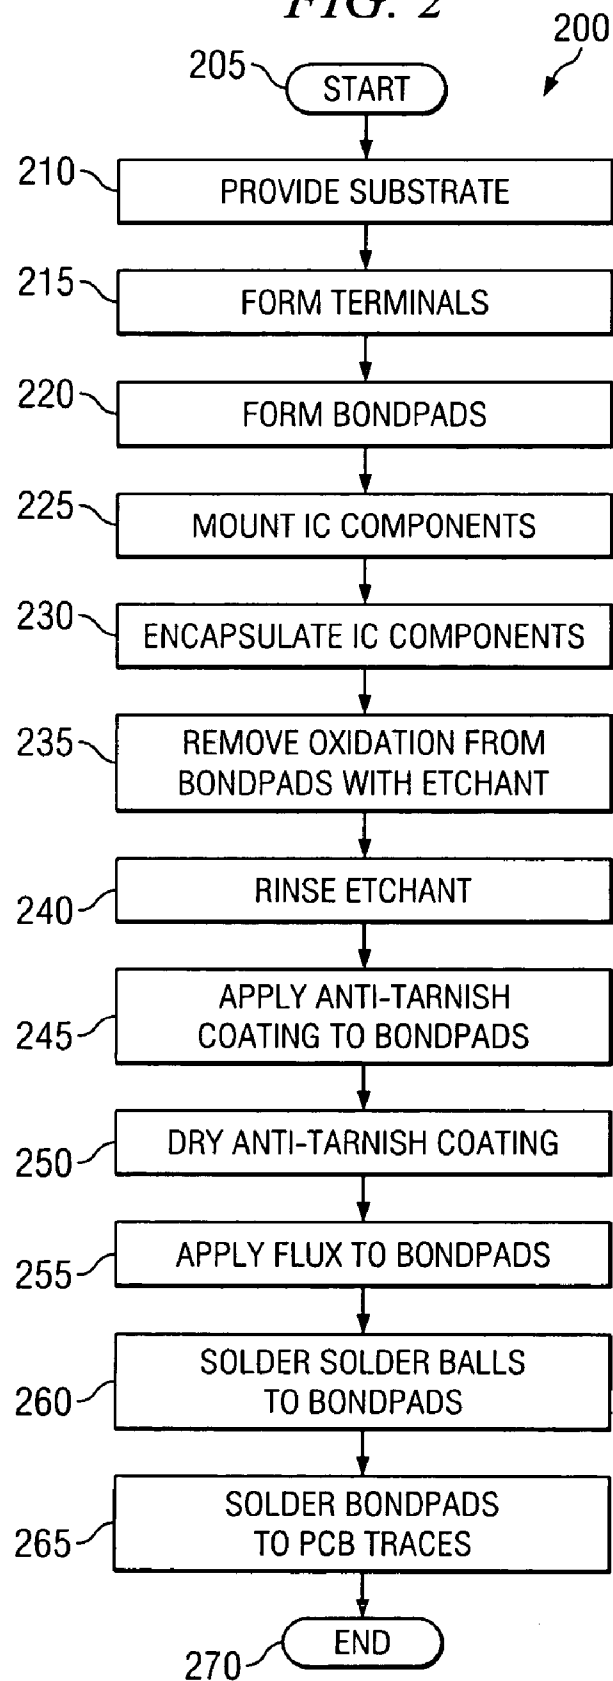 FIG. 2
200
205
START
210
PROVIDE SUBSTRATE
215
FORM TERMINALS
220
FORM BONDPADS
225
MOUNT IC COMPONENTS
230
ENCAPSULATE IC COMPONENTS
235
REMOVE OXIDATION FROM
BONDPADS WITH ETCHANT
240
RINSE ETCHANT
245
APPLY ANTI-TARNISH
COATING TO BONDPADS
250
DRY ANTI-TARNISH COATING
255
APPLY FLUX TO BONDPADS
260
SOLDER SOLDER BALLS
TO BONDPADS
265
SOLDER BONDPADS
TO PCB TRACES
270
END